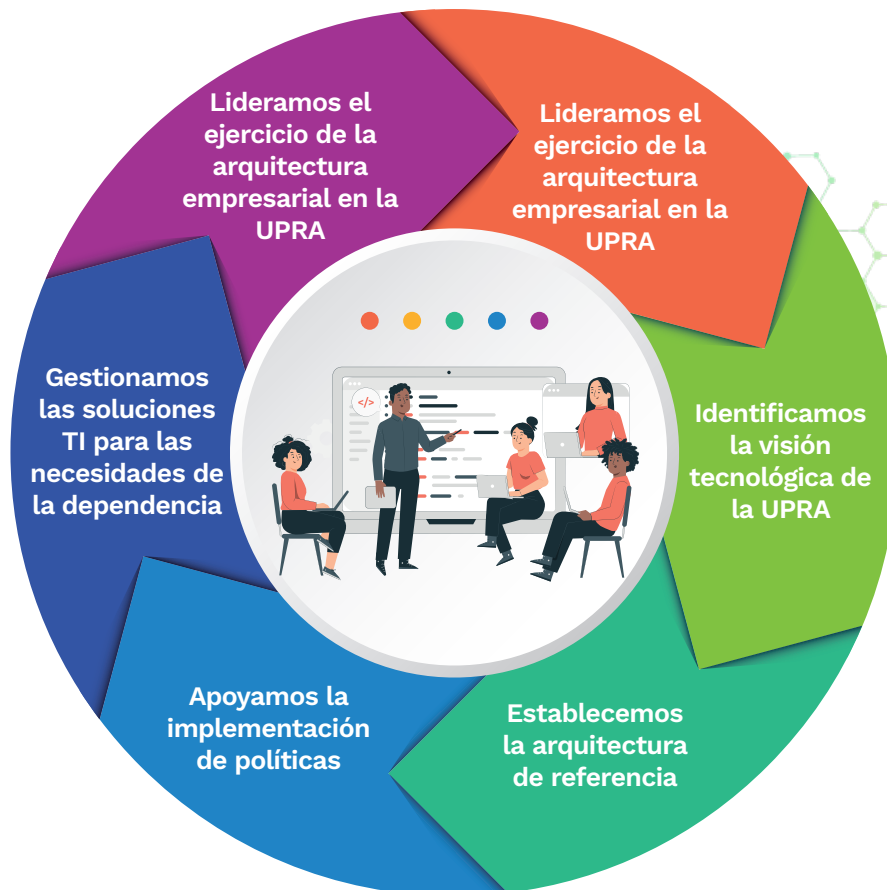 Lideramos el
ejercicio de la
arquitectura
empresarial en la
UPRA
Lideramos el
ejercicio de la
arquitectura
empresarial en la
UPRA
Identificamos
la visión
tecnológica de
la UPRA
Establecemos
la arquitectura
de referencia
Apoyamos la
implementación
de políticas
Gestionamos
las soluciones
TI para las
necesidades de
la dependencia
</>